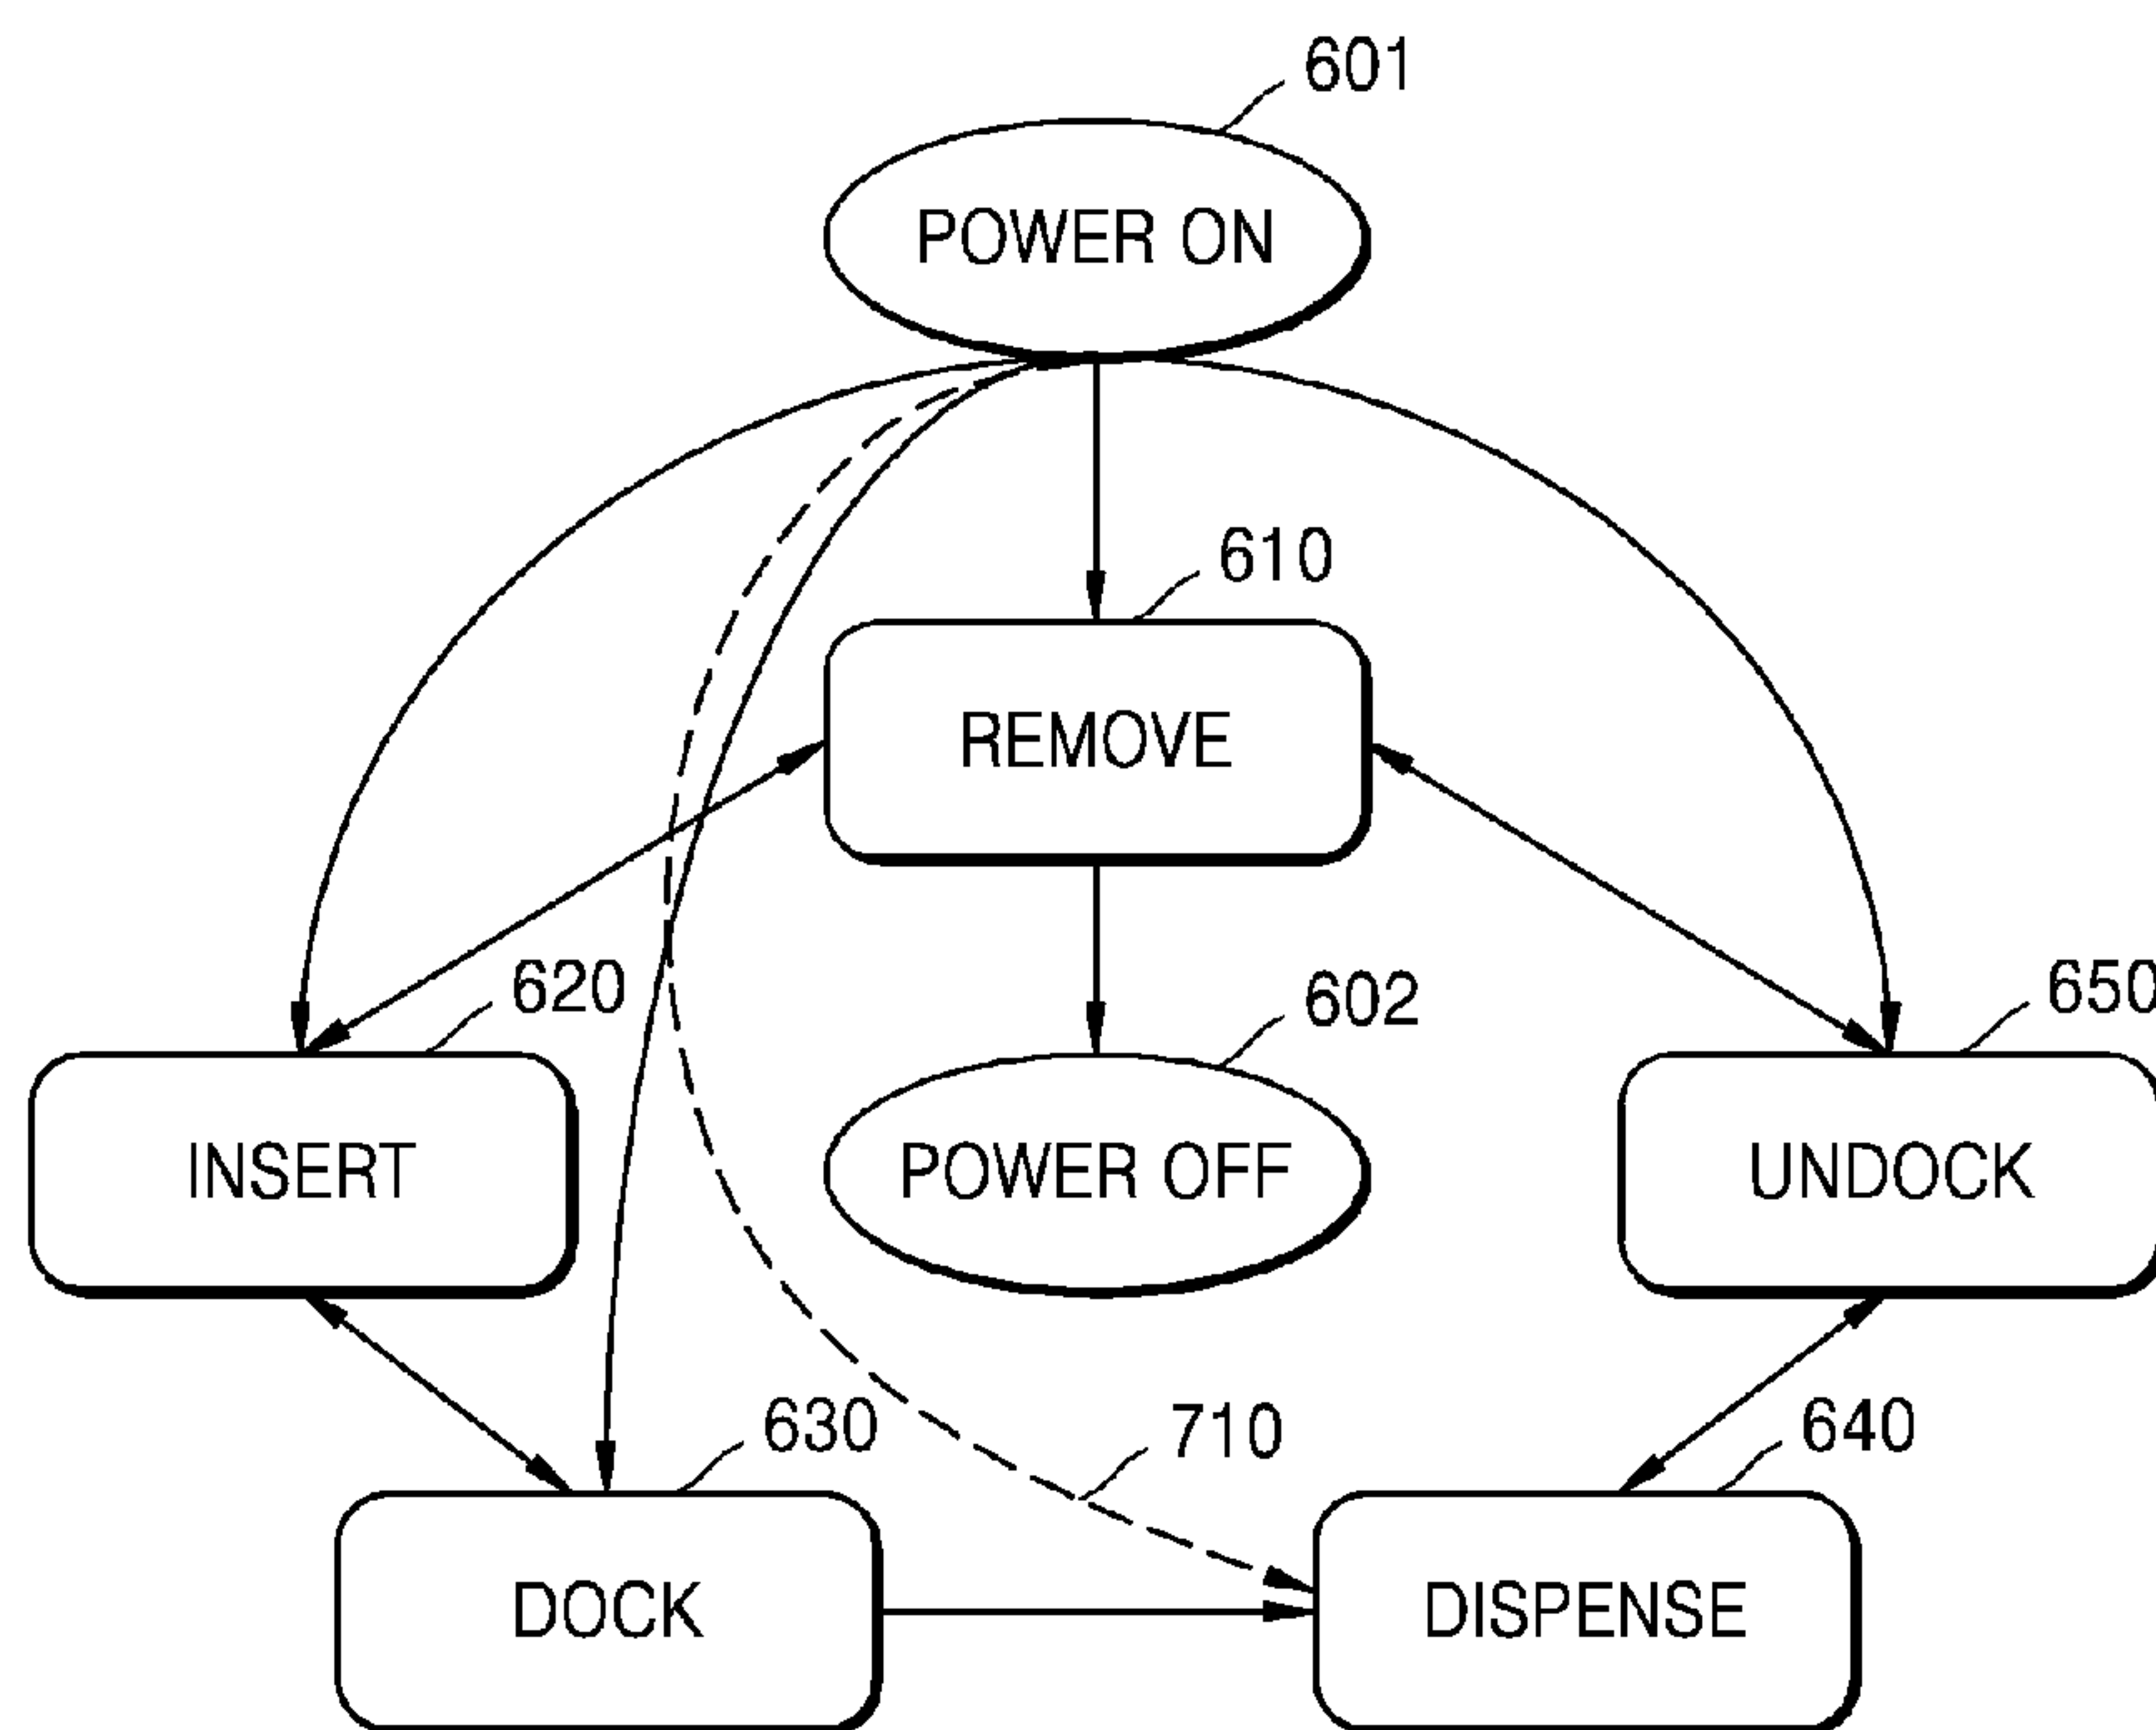 601
POWER ON
610
REMOVE
620
602
650
INSERT
POWER OFF
UNDOCK
630
710
640
DOCK
DISPENSE